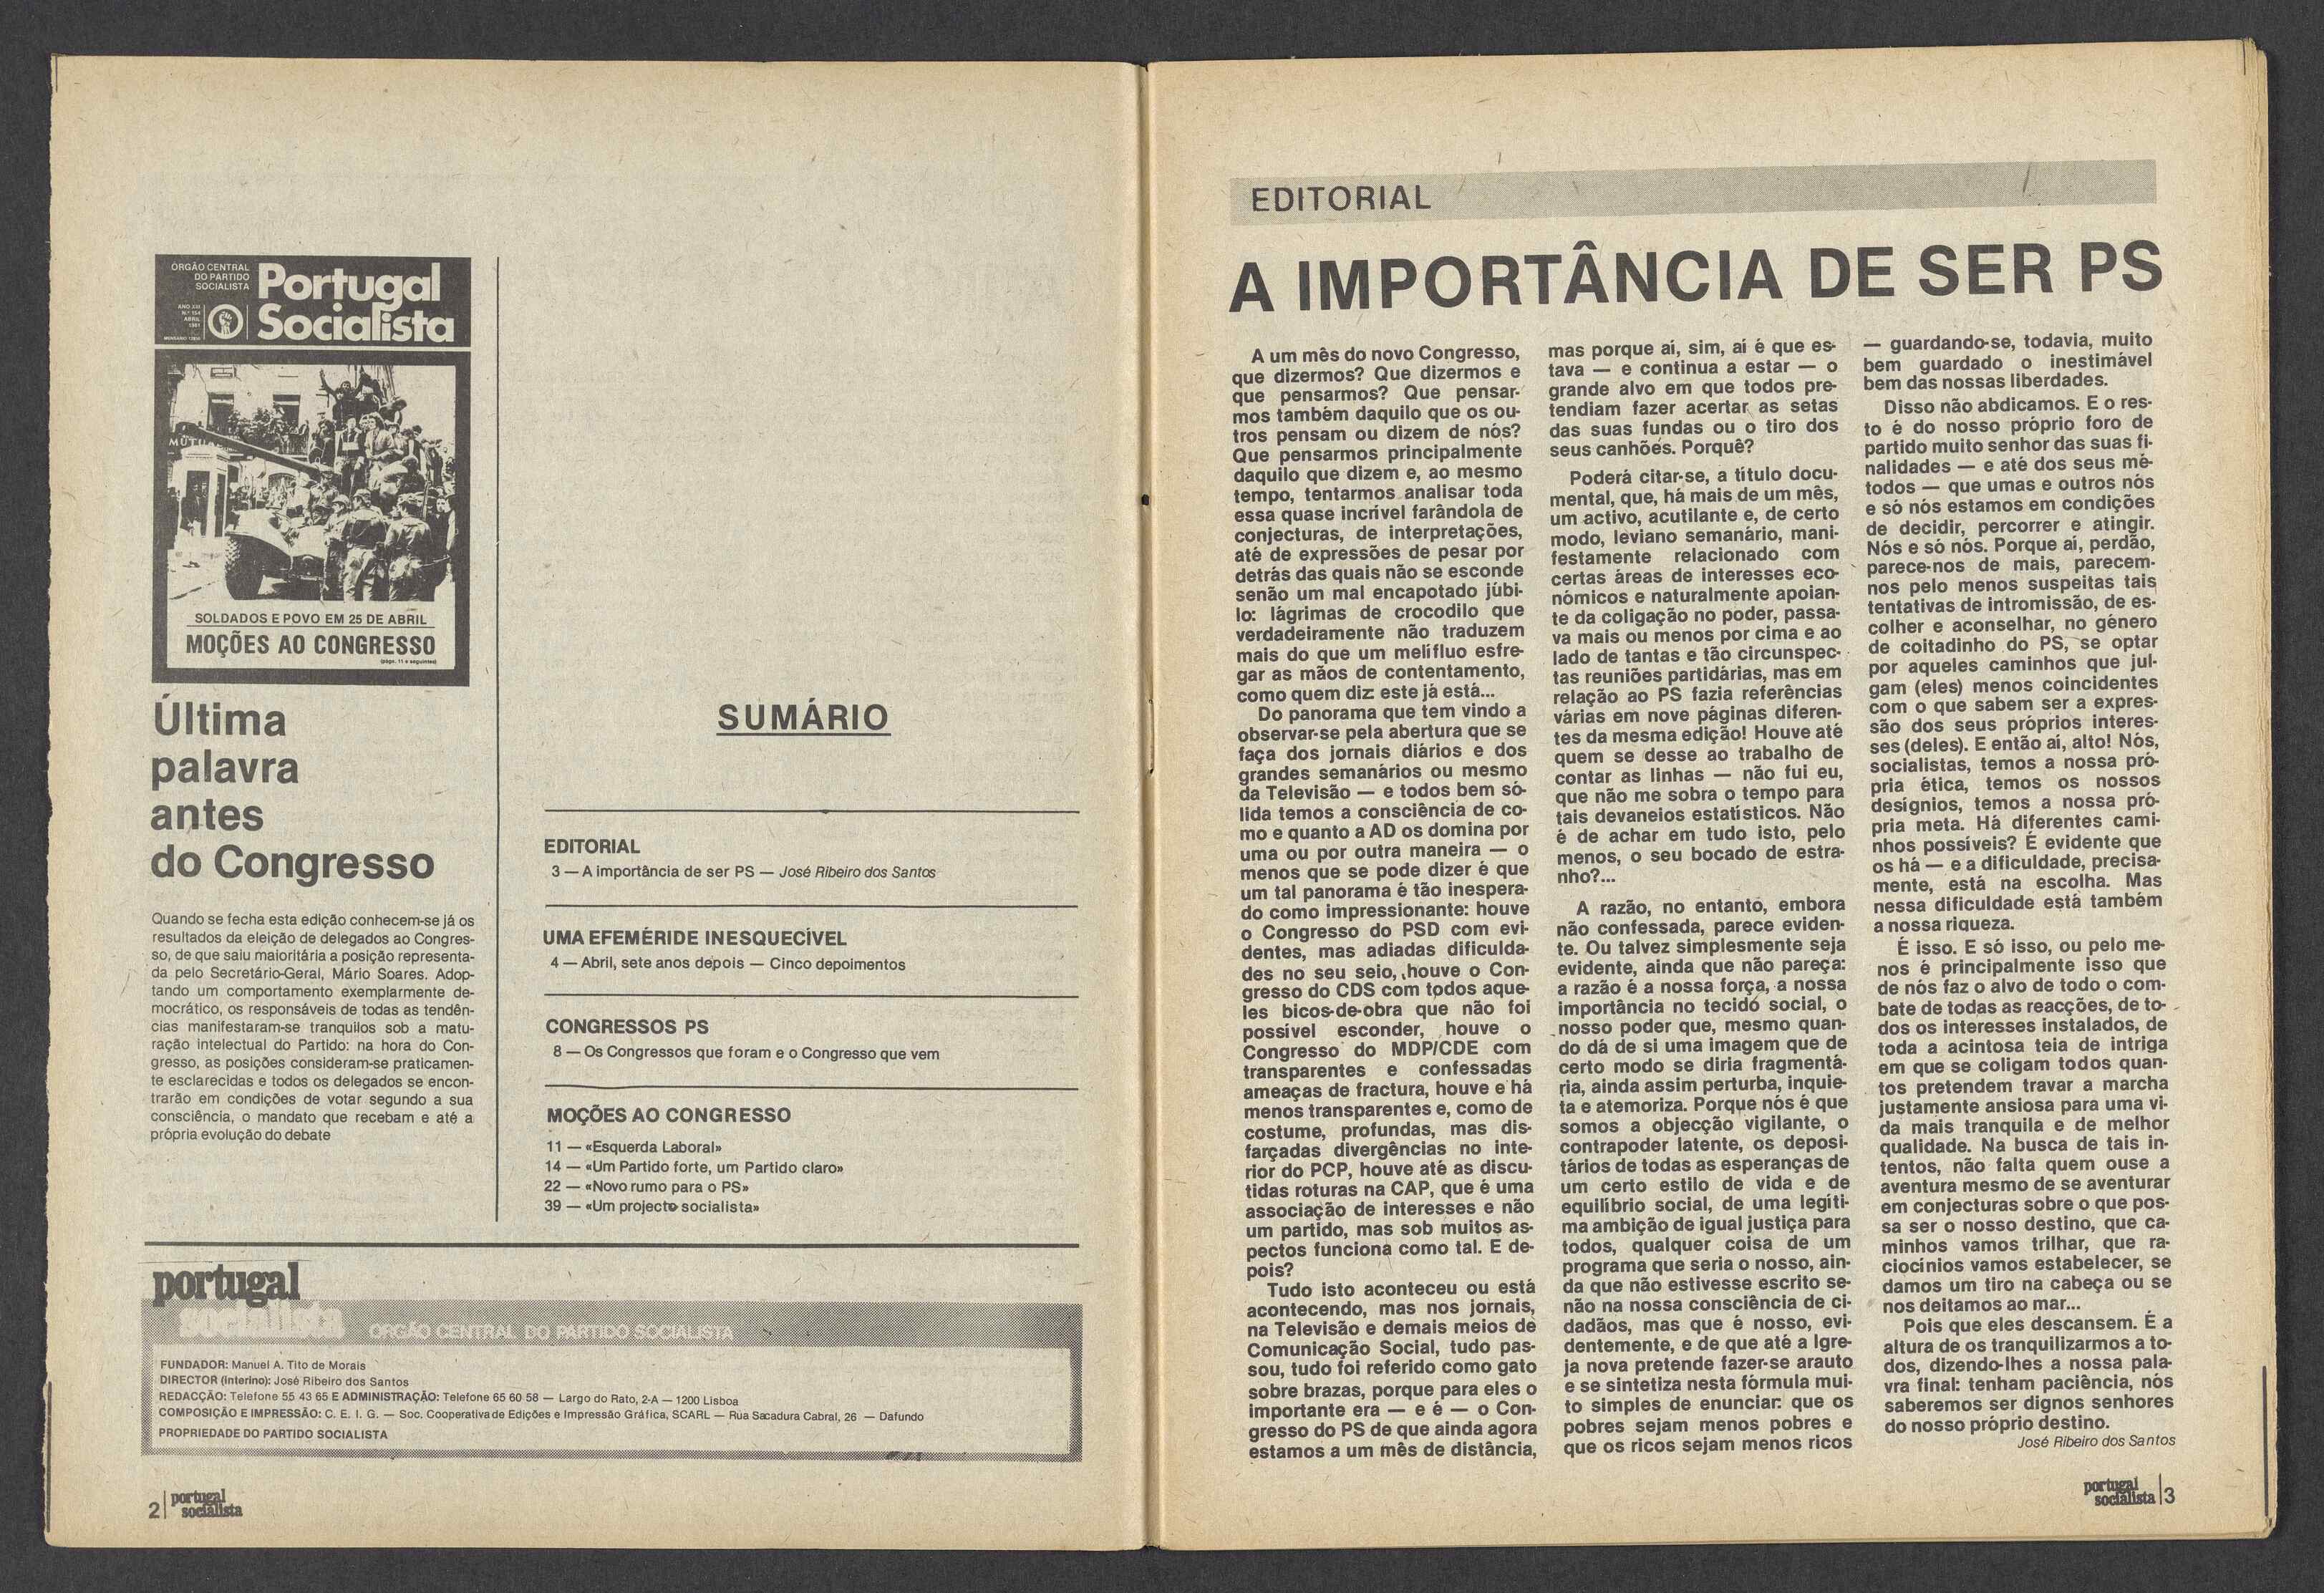 ÓRGÃO CENTRAL
DO PARTIDO
SOCIALISTA
Portugal
Socialista
ANO XIII
N.º 154
ABRIL
1981
SOLDADOS E POVO EM 25 DE ABRIL
MOÇÕES AO CONGRESSO
(págs. 11 e seguintes)
Última
palavra
antes
do Congresso
Quando se fecha esta edição conhecem-se já os
resultados da eleição de delegados ao Congres-
so, de que saiu maioritária a posição representa-
da pelo Secretário-Geral, Mário Soares. Adop-
tando um comportamento exemplarmente de-
mocrático, os responsáveis de todas as tendên-
cias manifestaram-se tranquilos sob a matu-
ração intelectual do Partido: na hora do Con-
gresso, as posições consideram-se praticamen-
te esclarecidas e todos os delegados se encon-
trarão em condições de votar segundo a sua
consciência, o mandato que recebam e até a
própria evolução do debate
SUMÁRIO
EDITORIAL
3 — A importância de ser PS — José Ribeiro dos Santos
UMA EFEMÉRIDE INESQUECÍVEL
4 — Abril, sete anos depois — Cinco depoimentos
CONGRESSOS PS
8 — Os Congressos que foram e o Congresso que vem
MOÇÕES AO CONGRESSO
11 — «Esquerda Laboral»
14 — «Um Partido forte, um Partido claro»
22 — «Novo rumo para o PS»
39 — «Um projecto socialista»
portugal
socialista ORGÃO CENTRAL DO PARTIDO SOCIALISTA
FUNDADOR: Manuel A. Tito de Morais
DIRECTOR (interino): José Ribeiro dos Santos
REDACÇÃO: Telefone 55 43 65 E ADMINISTRAÇÃO: Telefone 65 60 58 — Largo do Rato, 2-A — 1200 Lisboa
COMPOSIÇÃO E IMPRESSÃO: C. E. I. G. — Soc. Cooperativa de Edições e Impressão Gráfica, SCARL — Rua Sacadura Cabral, 26 — Dafundo
PROPRIEDADE DO PARTIDO SOCIALISTA
2 portugal
socialista
EDITORIAL
A IMPORTÂNCIA DE SER PS
A um mês do novo Congresso,
que dizermos? Que dizermos e
que pensarmos? Que pensar-
mos também daquilo que os ou-
tros pensam ou dizem de nós?
Que pensarmos principalmente
daquilo que dizem e, ao mesmo
tempo, tentarmos analisar toda
essa quase incrível farândola de
conjecturas, de interpretações,
até de expressões de pesar por
detrás das quais não se esconde
senão um mal encapotado júbi-
lo: lágrimas de crocodilo que
verdadeiramente não traduzem
mais do que um melífluo esfre-
gar as mãos de contentamento,
como quem diz este já está...
Do panorama que tem vindo a
observar-se pela abertura que se
faça dos jornais diários e dos
grandes semanários ou mesmo
da Televisão — e todos bem só-
lida temos a consciência de co-
mo e quanto a AD os domina por
uma ou por outra maneira — o
menos que se pode dizer é que
um tal panorama é tão inespera-
do como impressionante: houve
o Congresso do PSD com evi-
dentes, mas adiadas dificulda-
des no seu seio, houve o Con-
gresso do CDS com todos aque-
les bicos-de-obra que não foi
possível esconder, houve o
Congresso do MDP/CDE com
transparentes e confessadas
ameaças de fractura, houve e há
menos transparentes e, como de
costume, profundas, mas dis-
farçadas divergências no inte-
rior do PCP, houve até as discu-
tidas roturas na CAP, que é uma
associação de interesses e não
um partido, mas sob muitos as-
pectos funciona como tal. E de-
pois?
Tudo isto aconteceu ou está
acontecendo, mas nos jornais,
na Televisão e demais meios de
Comunicação Social, tudo pas-
sou, tudo foi referido como gato
sobre brazas, porque para eles o
importante era — e é — o Con-
gresso do PS de que ainda agora
estamos a um mês de distância,
mas porque aí, sim, aí é que es-
tava — e continua a estar — o
grande alvo em que todos pre-
tendiam fazer acertar as setas
das suas fundas ou o tiro dos
seus canhões. Porquê?
Poderá citar-se, a título docu-
mental, que, há mais de um mês,
um activo, acutilante e, de certo
modo, leviano semanário, mani-
festamente relacionado com
certas áreas de interesses eco-
nómicos e naturalmente apoian-
te da coligação no poder, passa-
va mais ou menos por cima e ao
lado de tantas e tão circunspec-
tas reuniões partidárias, mas em
relação ao PS fazia referências
várias em nove páginas diferen-
tes da mesma edição! Houve até
quem se desse ao trabalho de
contar as linhas — não fui eu,
que não me sobra o tempo para
tais devaneios estatísticos. Não
é de achar em tudo isto, pelo
menos, o seu bocado de estra-
nho?...
A razão, no entanto, embora
não confessada, parece eviden-
te. Ou talvez simplesmente seja
evidente, ainda que não pareça:
a razão é a nossa força, a nossa
importância no tecido social, o
nosso poder que, mesmo quan-
do dá de si uma imagem que de
certo modo se diria fragmentá-
ria, ainda assim perturba, inquie-
ta e atemoriza. Porque nós é que
somos a objecção vigilante, o
contrapoder latente, os deposi-
tários de todas as esperanças de
um certo estilo de vida e de
equilíbrio social, de uma legíti-
ma ambição de igual justiça para
todos, qualquer coisa de um
programa que seria o nosso, ain-
da que não estivesse escrito se-
não na nossa consciência de ci-
dadãos, mas que é nosso, evi-
dentemente, e de que até a Igre-
ja nova pretende fazer-se arauto
e se sintetiza nesta fórmula mui-
to simples de enunciar: que os
pobres sejam menos pobres e
que os ricos sejam menos ricos
— guardando-se, todavia, muito
bem guardado o inestimável
bem das nossas liberdades.
Disso não abdicamos. E o res-
to é do nosso próprio foro de
partido muito senhor das suas fi-
nalidades — e até dos seus mé-
todos — que umas e outros nós
e só nós estamos em condições
de decidir, percorrer e atingir.
Nós e só nós. Porque aí, perdão,
parece-nos de mais, parecem-
nos pelo menos suspeitas tais
tentativas de intromissão, de es-
colher e aconselhar, no género
de coitadinho do PS, se optar
por aqueles caminhos que jul-
gam (eles) menos coincidentes
com o que sabem ser a expres-
são dos seus próprios interes-
ses (deles). E então aí, alto! Nós,
socialistas, temos a nossa pró-
pria ética, temos os nossos
desígnios, temos a nossa pró-
pria meta. Há diferentes cami-
nhos possíveis? É evidente que
os há — e a dificuldade, precisa-
mente, está na escolha. Mas
nessa dificuldade está também
a nossa riqueza.
É isso. E só isso, ou pelo me-
nos é principalmente isso que
de nós faz o alvo de todo o com-
bate de todas as reacções, de to-
dos os interesses instalados, de
toda a acintosa teia de intriga
em que se coligam todos quan-
tos pretendem travar a marcha
justamente ansiosa para uma vi-
da mais tranquila e de melhor
qualidade. Na busca de tais in-
tentos, não falta quem ouse a
aventura mesmo de se aventurar
em conjecturas sobre o que pos-
sa ser o nosso destino, que ca-
minhos vamos trilhar, que ra-
ciocínios vamos estabelecer, se
damos um tiro na cabeça ou se
nos deitamos ao mar...
Pois que eles descansem. É a
altura de os tranquilizarmos a to-
dos, dizendo-lhes a nossa pala-
vra final: tenham paciência, nós
saberemos ser dignos senhores
do nosso próprio destino.
José Ribeiro dos Santos
portugal
socialista 3